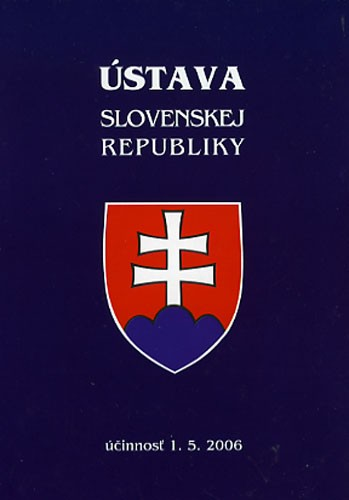 ÚSTAVA
SLOVENSKEJ
REPUBLIKY
účinnosť 1. 5. 2006